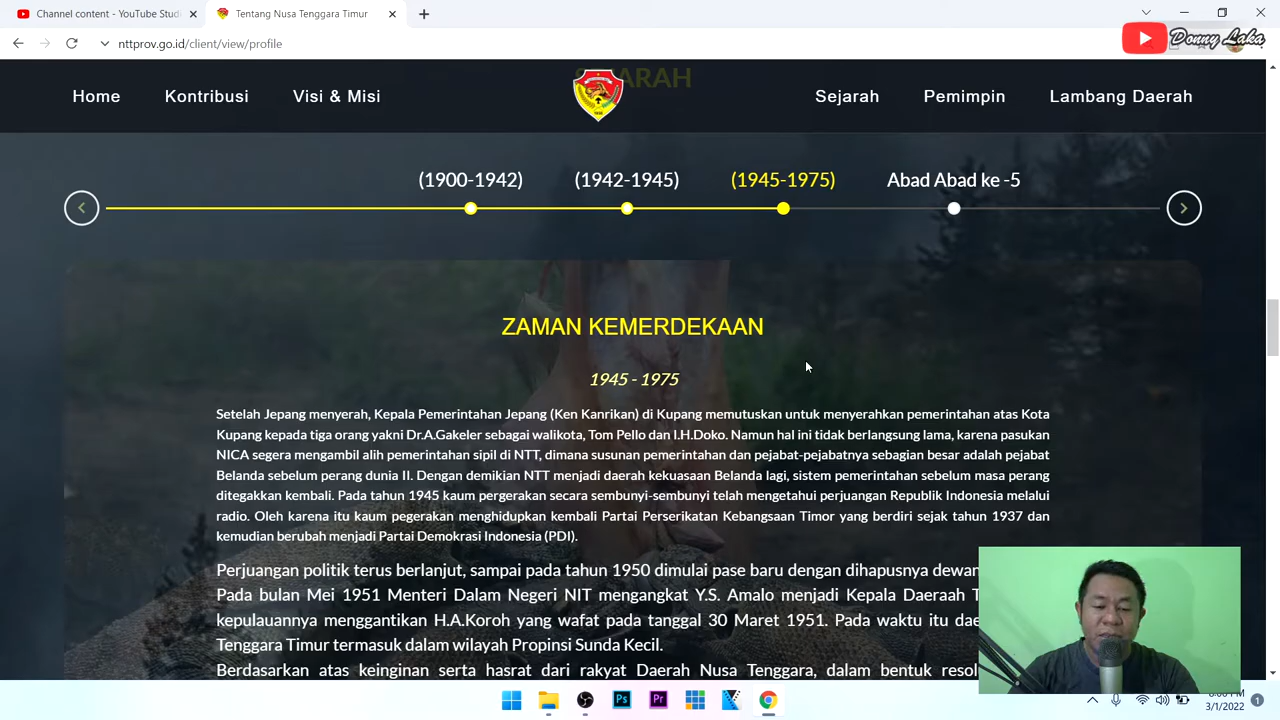 Channel content - YouTube Studi
Tentang Nusa Tenggara Timur
nttprov.go.id/client/view/profile
Donny Laka
ARAH
Home
Kontribusi
Visi & Misi
Sejarah
Pemimpin
Lambang Daerah
(1900-1942)
(1942-1945)
(1945-1975)
Abad Abad ke -5
ZAMAN KEMERDEKAAN
1945 - 1975
Setelah Jepang menyerah, Kepala Pemerintahan Jepang (Ken Kanrikan) di Kupang memutuskan untuk menyerahkan pemerintahan atas Kota
Kupang kepada tiga orang yakni Dr.A.Gakeler sebagai walikota, Tom Pello dan I.H.Doko. Namun hal ini tidak berlangsung lama, karena pasukan
NICA segera mengambil alih pemerintahan sipil di NTT, dimana susunan pemerintahan dan pejabat-pejabatnya sebagian besar adalah pejabat
Belanda sebelum perang dunia II. Dengan demikian NTT menjadi daerah kekuasaan Belanda lagi, sistem pemerintahan sebelum masa perang
ditegakkan kembali. Pada tahun 1945 kaum pergerakan secara sembunyi-sembunyi telah mengetahui perjuangan Republik Indonesia melalui
radio. Oleh karena itu kaum pegerakan menghidupkan kembali Partai Perserikatan Kebangsaan Timor yang berdiri sejak tahun 1937 dan
kemudian berubah menjadi Partai Demokrasi Indonesia (PDI).
Perjuangan politik terus berlanjut, sampai pada tahun 1950 dimulai pase baru dengan dihapusnya dewan
Pada bulan Mei 1951 Menteri Dalam Negeri NIT mengangkat Y.S. Amalo menjadi Kepala Daeraah T
kepulauannya menggantikan H.A.Koroh yang wafat pada tanggal 30 Maret 1951. Pada waktu itu dae
Tenggara Timur termasuk dalam wilayah Propinsi Sunda Kecil.
Berdasarkan atas keinginan serta hasrat dari rakyat Daerah Nusa Tenggara, dalam bentuk resol
Ps
Pr
3/1/2022
1